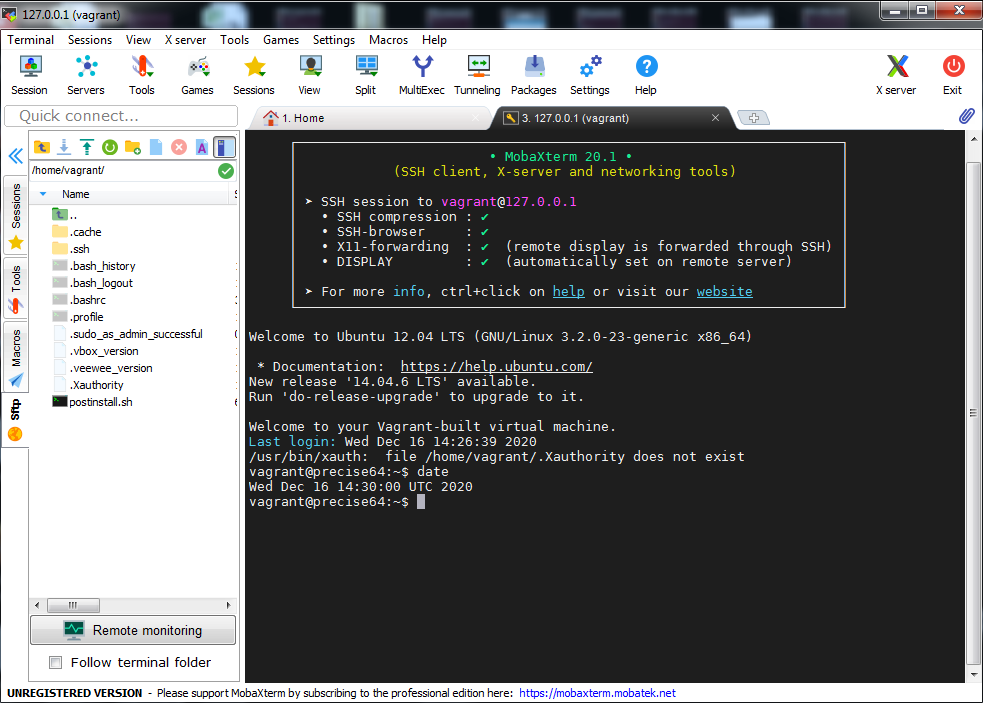 127.0.0.1 (vagrant)
Terminal Sessions View X server Tools Games Settings Macros Help
Session Servers Tools Games Sessions View Split MultiExec Tunneling Packages Settings Help X server Exit
Quick connect...
1. Home
3. 127.0.0.1 (vagrant)
/home/vagrant/
Name
..
.cache
.ssh
.bash_history
.bash_logout
.bashrc
.profile
.sudo_as_admin_successful
.vbox_version
.veewee_version
.Xauthority
postinstall.sh
Sessions
Tools
Macros
Sftp
Remote monitoring
Follow terminal folder
• MobaXterm 20.1 •
(SSH client, X-server and networking tools)
➤ SSH session to vagrant@127.0.0.1
• SSH compression : ✔
• SSH-browser : ✔
• X11-forwarding : ✔ (remote display is forwarded through SSH)
• DISPLAY : ✔ (automatically set on remote server)
➤ For more info, ctrl+click on help or visit our website
Welcome to Ubuntu 12.04 LTS (GNU/Linux 3.2.0-23-generic x86_64)
* Documentation: https://help.ubuntu.com/
New release '14.04.6 LTS' available.
Run 'do-release-upgrade' to upgrade to it.
Welcome to your Vagrant-built virtual machine.
Last login: Wed Dec 16 14:26:39 2020
/usr/bin/xauth: file /home/vagrant/.Xauthority does not exist
vagrant@precise64:~$ date
Wed Dec 16 14:30:00 UTC 2020
vagrant@precise64:~$
UNREGISTERED VERSION - Please support MobaXterm by subscribing to the professional edition here: https://mobaxterm.mobatek.net